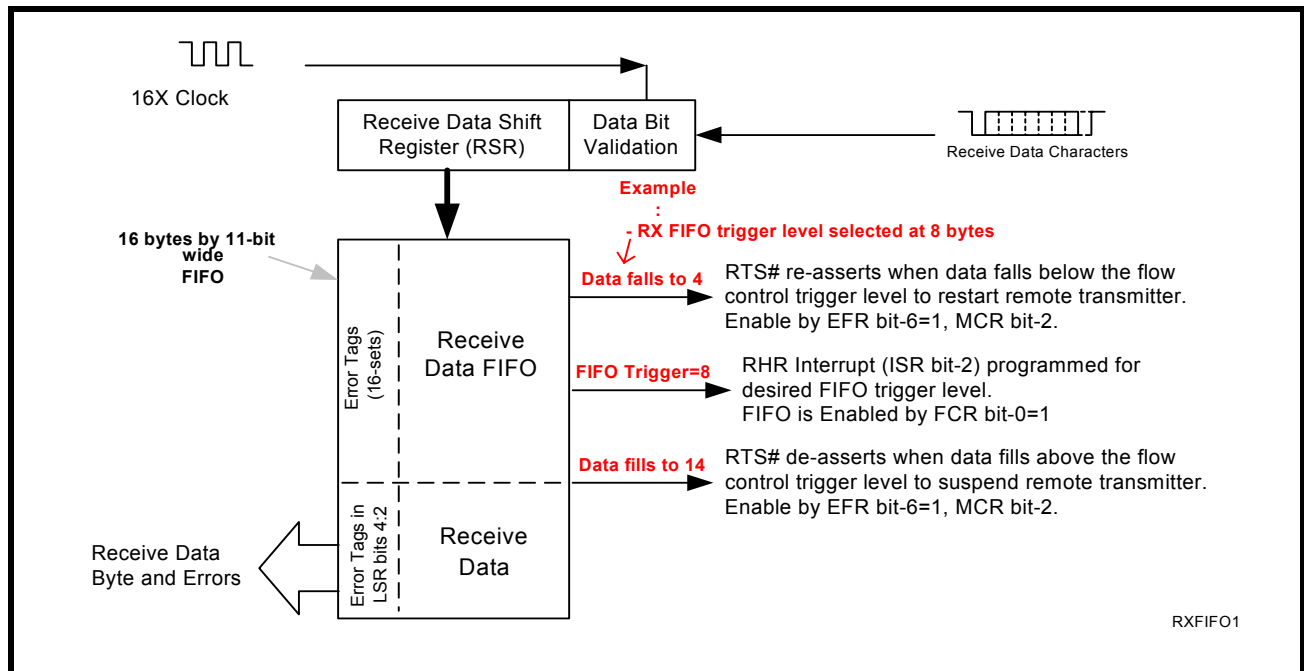 16X Clock
Receive Data Shift
Register (RSR)
Data Bit
Validation
Receive Data Characters
Example
:
- RX FIFO trigger level selected at 8 bytes
16 bytes by 11-bit
wide
FIFO
Data falls to 4
RTS# re-asserts when data falls below the flow
control trigger level to restart remote transmitter.
Enable by EFR bit-6=1, MCR bit-2.
Error Tags
(16-sets)
Receive
Data FIFO
FIFO Trigger=8
RHR Interrupt (ISR bit-2) programmed for
desired FIFO trigger level.
FIFO is Enabled by FCR bit-0=1
Data fills to 14
RTS# de-asserts when data fills above the flow
control trigger level to suspend remote transmitter.
Enable by EFR bit-6=1, MCR bit-2.
Error Tags in
LSR bits 4:2
Receive
Data
Receive Data
Byte and Errors
RXFIFO1